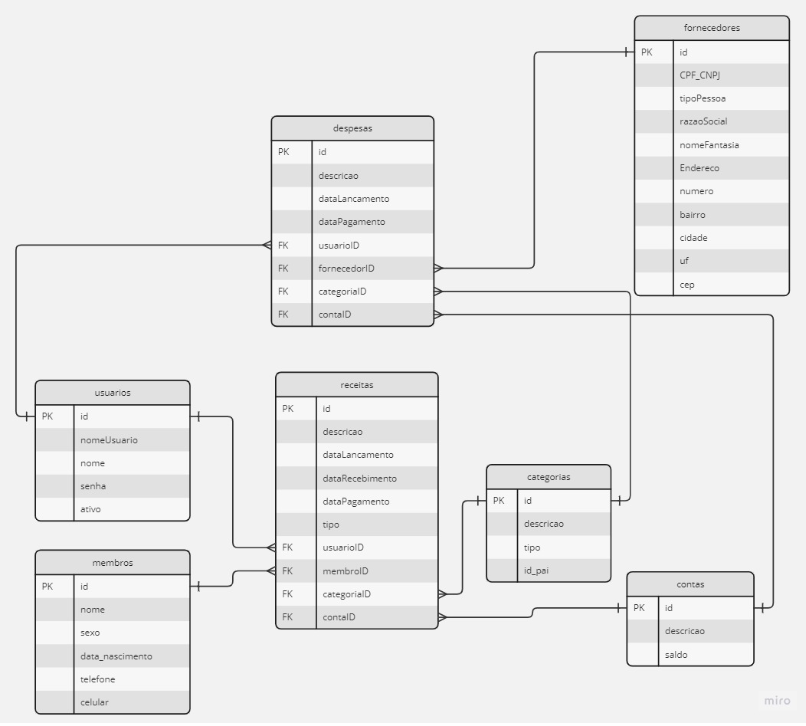 fornecedores
PK id
CPF_CNPJ
tipoPessoa
razaoSocial
nomeFantasia
Endereco
numero
bairro
cidade
uf
cep
despesas
PK id
descricao
dataLancamento
dataPagamento
FK usuarioID
FK fornecedorID
FK categoriaID
FK contaID
usuarios
PK id
nomeUsuario
nome
senha
ativo
receitas
PK id
descricao
dataLancamento
dataRecebimento
dataPagamento
tipo
FK usuarioID
FK membroID
FK categoriaID
FK contaID
categorias
PK id
descricao
tipo
id_pai
membros
PK id
nome
sexo
data_nascimento
telefone
celular
contas
PK id
descricao
saldo
miro